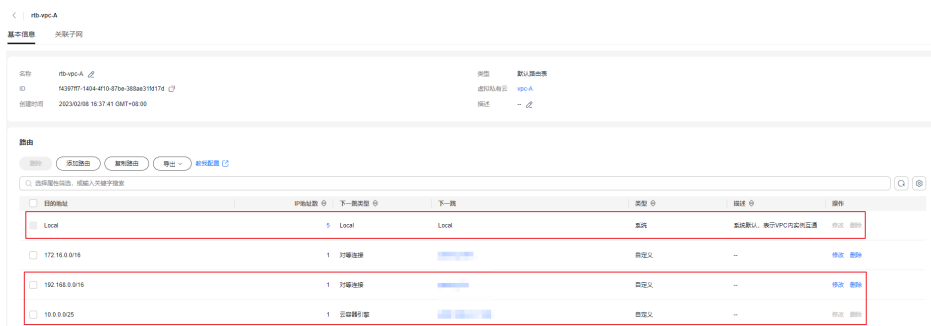 rtb-vpc-A
基本信息 关联子网
名称 rtb-vpc-A 类型 默认路由表
ID f4397ff7-1404-4f10-87be-388ae31fd17d 虚拟私有云 vpc-A
创建时间 2023/02/08 16:37:41 GMT+08:00 描述 --
路由
删除 添加路由 复制路由 导出 教我配置
选择属性筛选，或输入关键字搜索
目的地址 IP地址数 下一跳类型 下一跳 类型 描述 操作
Local 5 Local Local 系统 系统默认，表示VPC内实例互通 修改 删除
172.16.0.0/16 1 对等连接 自定义 -- 修改 删除
192.168.0.0/16 1 对等连接 自定义 -- 修改 删除
10.0.0.0/25 1 云容器引擎 自定义 -- 修改 删除